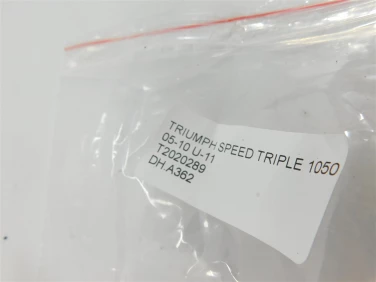 TRIUMPH SPEED TRIPLE 1050
05-10 U-11
T2020289
DH A362